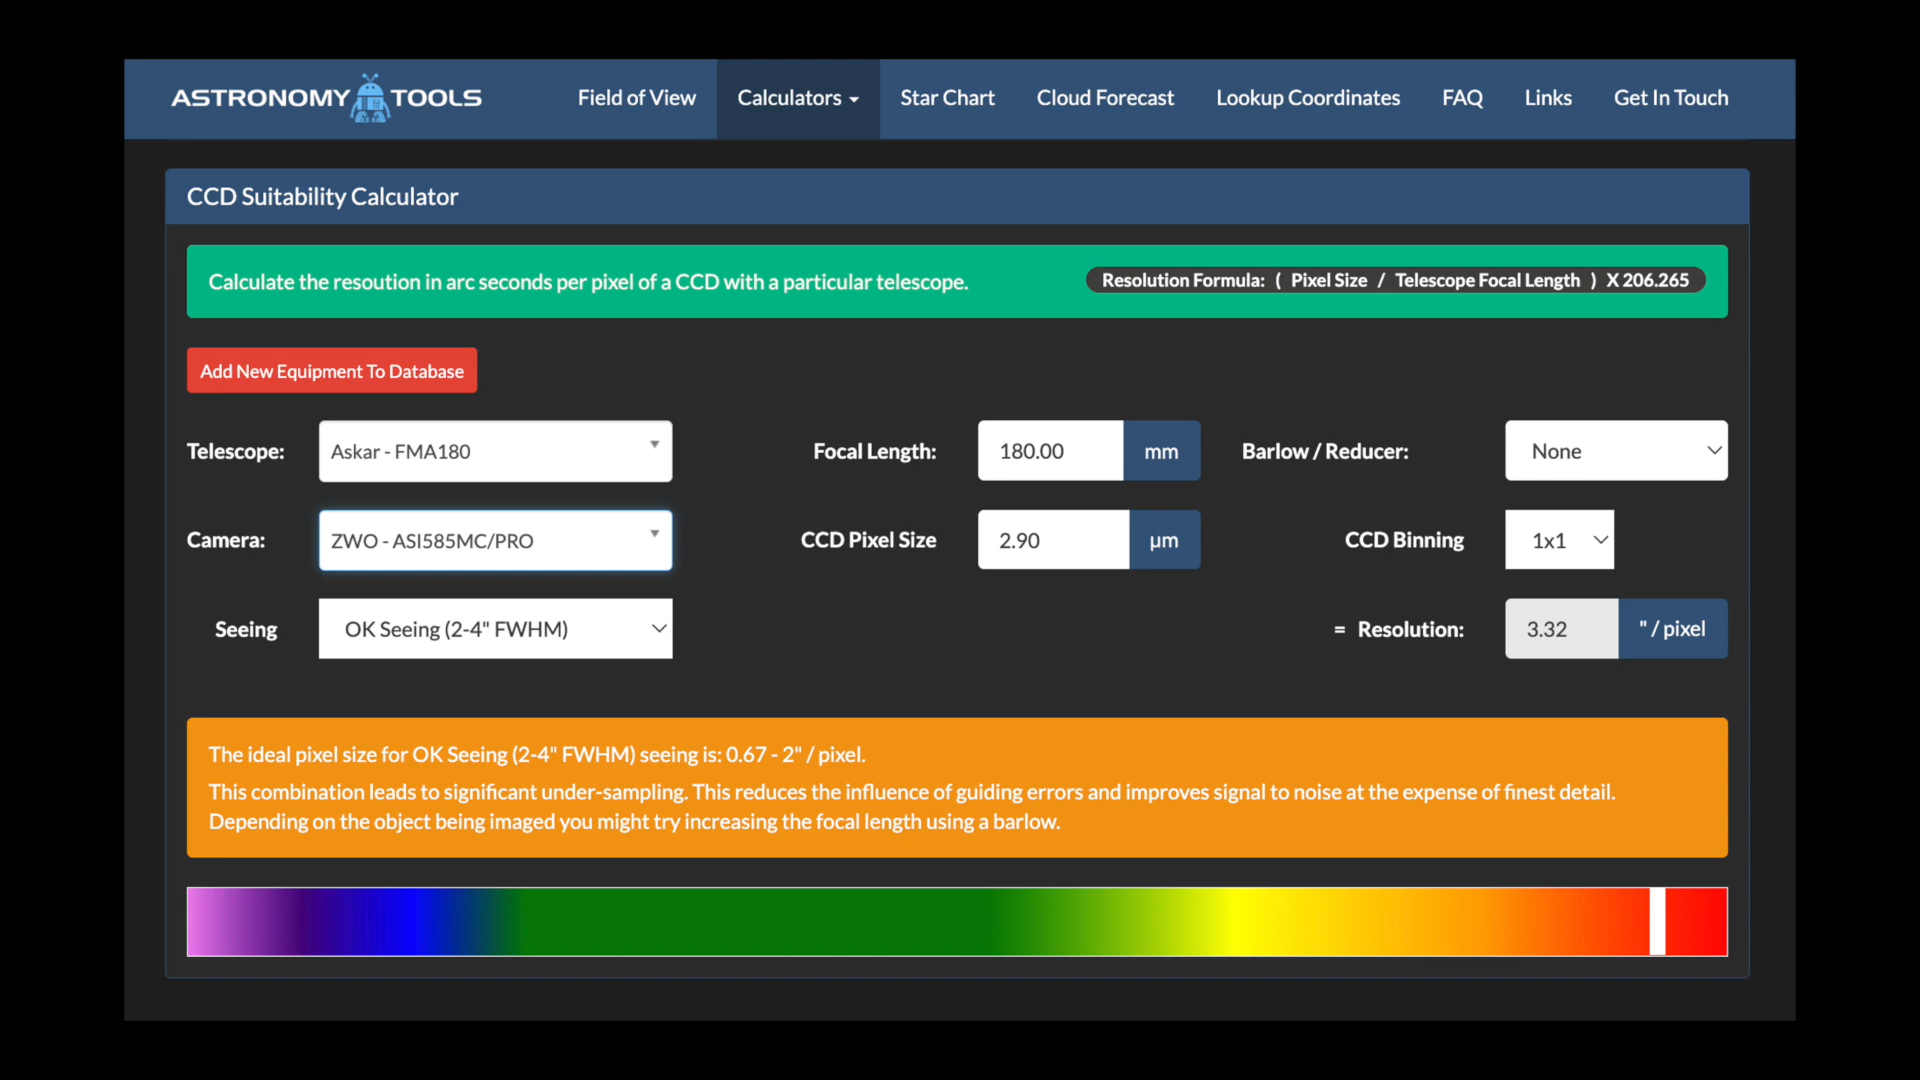 ASTRONOMY TOOLS
Field of View
Calculators
Star Chart
Cloud Forecast
Lookup Coordinates
FAQ
Links
Get In Touch
CCD Suitability Calculator
Calculate the resoution in arc seconds per pixel of a CCD with a particular telescope.
Resolution Formula: ( Pixel Size / Telescope Focal Length ) X 206.265
Add New Equipment To Database
Telescope: Askar - FMA180
Focal Length: 180.00 mm
Barlow / Reducer: None
Camera: ZWO - ASI585MC/PRO
CCD Pixel Size 2.90 µm
CCD Binning 1x1
Seeing OK Seeing (2-4" FWHM)
= Resolution: 3.32 " / pixel
The ideal pixel size for OK Seeing (2-4" FWHM) seeing is: 0.67 - 2" / pixel.
This combination leads to significant under-sampling. This reduces the influence of guiding errors and improves signal to noise at the expense of finest detail.
Depending on the object being imaged you might try increasing the focal length using a barlow.